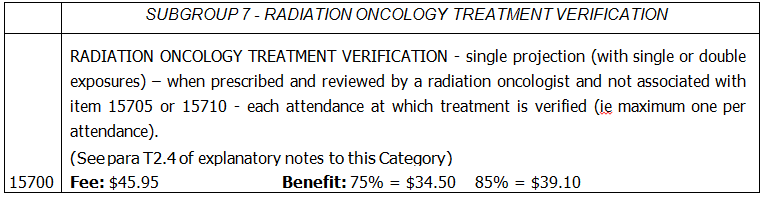 SUBGROUP 7 - RADIATION ONCOLOGY TREATMENT VERIFICATION
RADIATION ONCOLOGY TREATMENT VERIFICATION - single projection (with single or double
exposures) – when prescribed and reviewed by a radiation oncologist and not associated with
item 15705 or 15710 - each attendance at which treatment is verified (ie maximum one per
attendance).
(See para T2.4 of explanatory notes to this Category)
15700 Fee: $45.95 Benefit: 75% = $34.50 85% = $39.10